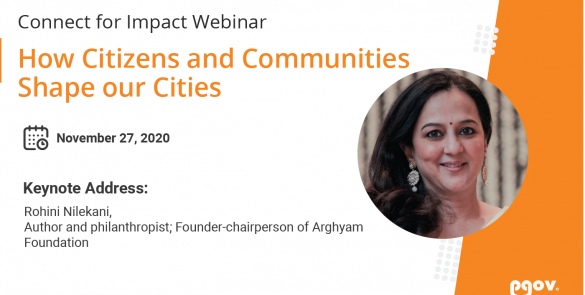 Connect for Impact Webinar
How Citizens and Communities
Shape our Cities
November 27, 2020
Keynote Address:
Rohini Nilekani,
Author and philanthropist; Founder-chairperson of Arghyam
Foundation
pgov